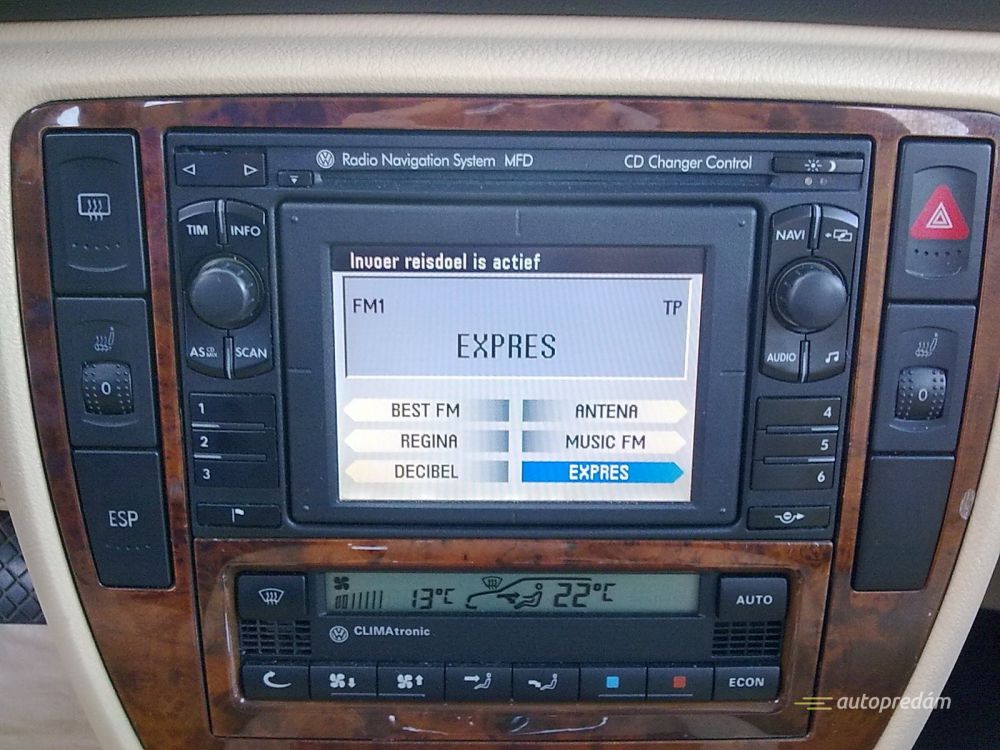 Radio Navigation System MFD
CD Changer Control
TIM
INFO
NAVI
Invoer reisdoel is actief
FM1
TP
EXPRES
AS CD MIX
SCAN
AUDIO
BEST FM
ANTENA
REGINA
MUSIC FM
DECIBEL
EXPRES
1
2
3
4
5
6
0
0
ESP
13°C
22°C
AUTO
CLIMAtronic
ECON
autopredám